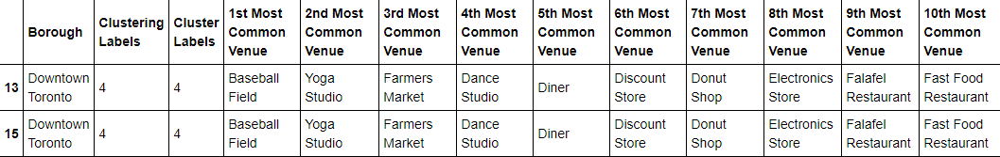 Borough Clustering Labels Cluster Labels 1st Most Common Venue 2nd Most Common Venue 3rd Most Common Venue 4th Most Common Venue 5th Most Common Venue 6th Most Common Venue 7th Most Common Venue 8th Most Common Venue 9th Most Common Venue 10th Most Common Venue
13 Downtown Toronto 4 4 Baseball Field Yoga Studio Farmers Market Dance Studio Diner Discount Store Donut Shop Electronics Store Falafel Restaurant Fast Food Restaurant
15 Downtown Toronto 4 4 Baseball Field Yoga Studio Farmers Market Dance Studio Diner Discount Store Donut Shop Electronics Store Falafel Restaurant Fast Food Restaurant